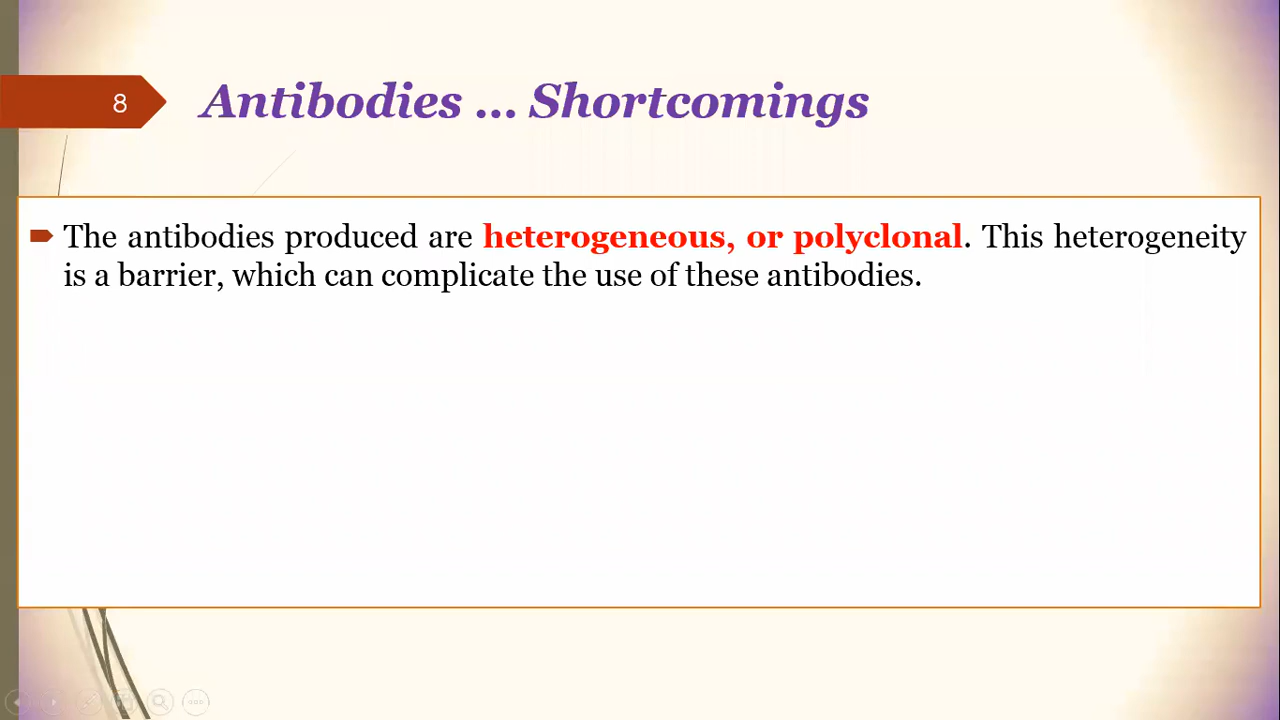 8
Antibodies ... Shortcomings
The antibodies produced are heterogeneous, or polyclonal. This heterogeneity
is a barrier, which can complicate the use of these antibodies.